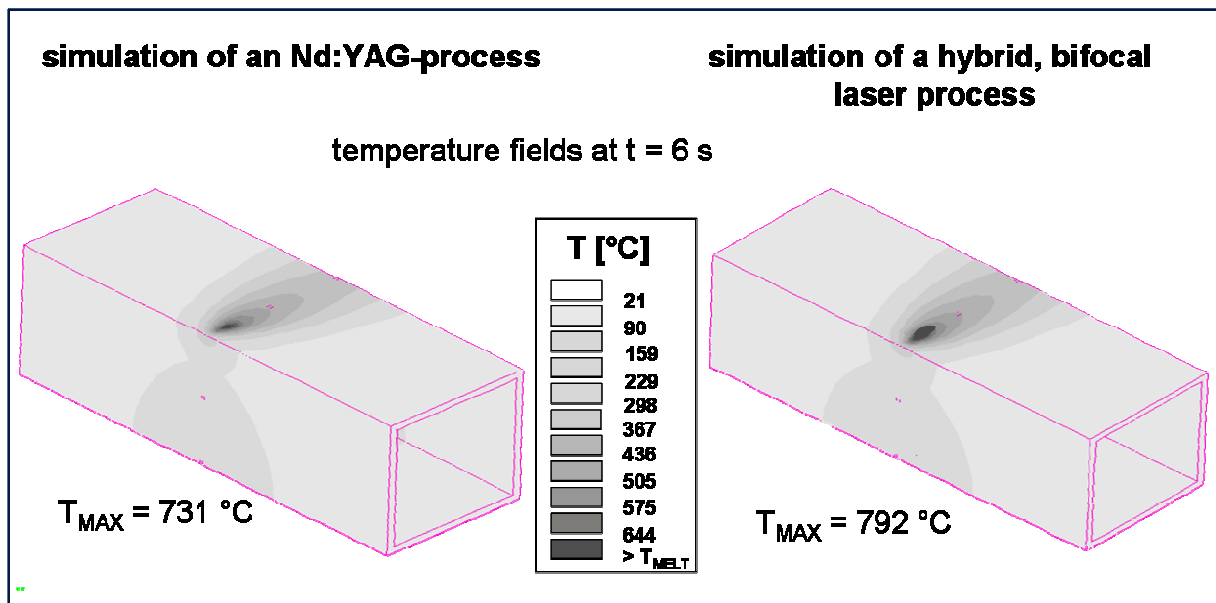 simulation of an Nd:YAG-process
simulation of a hybrid, bifocal
laser process
temperature fields at t = 6 s
T [°C]
21
90
159
229
298
367
436
505
575
644
> TMELT
TMAX = 731 °C
TMAX = 792 °C